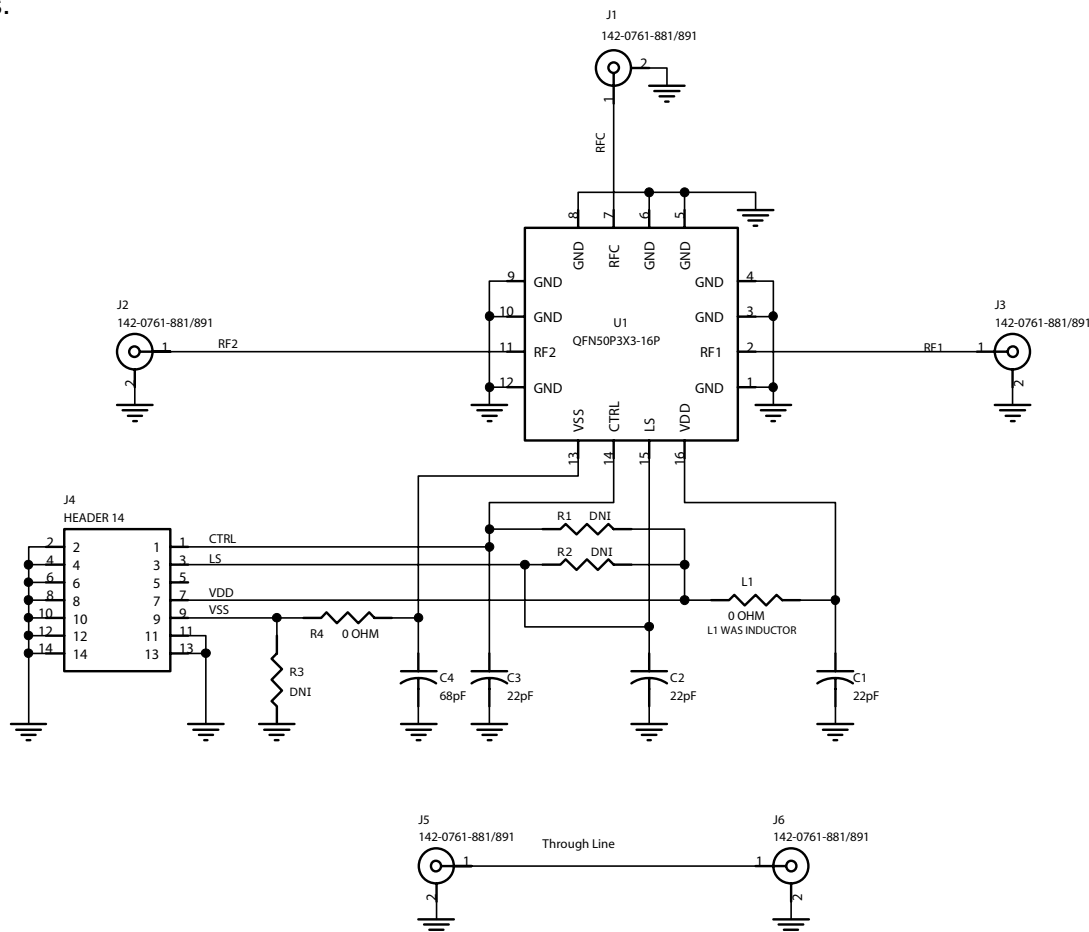 s.
J1
142-0761-881/891
2
1
RFC
8
7
6
5
GND
RFC
GND
GND
9
GND
GND
4
10
GND
GND
3
U1
QFN50P3X3-16P
11
RF2
RF1
2
12
GND
GND
1
VSS
CTRL
LS
VDD
13
14
15
16
J2
142-0761-881/891
1
RF2
2
J3
142-0761-881/891
RF1
1
2
J4
HEADER 14
2 2 1 1 CTRL
4 4 3 3 LS
6 6 5 5
8 8 7 7 VDD
10 10 9 9 VSS
12 12 11 11
14 14 13 13
R1 DNI
R2 DNI
L1
0 OHM
L1 WAS INDUCTOR
R4 0 OHM
R3
DNI
C4
68pF
C3
22pF
C2
22pF
C1
22pF
J5
142-0761-881/891
Through Line
J6
142-0761-881/891
1
1
2
2